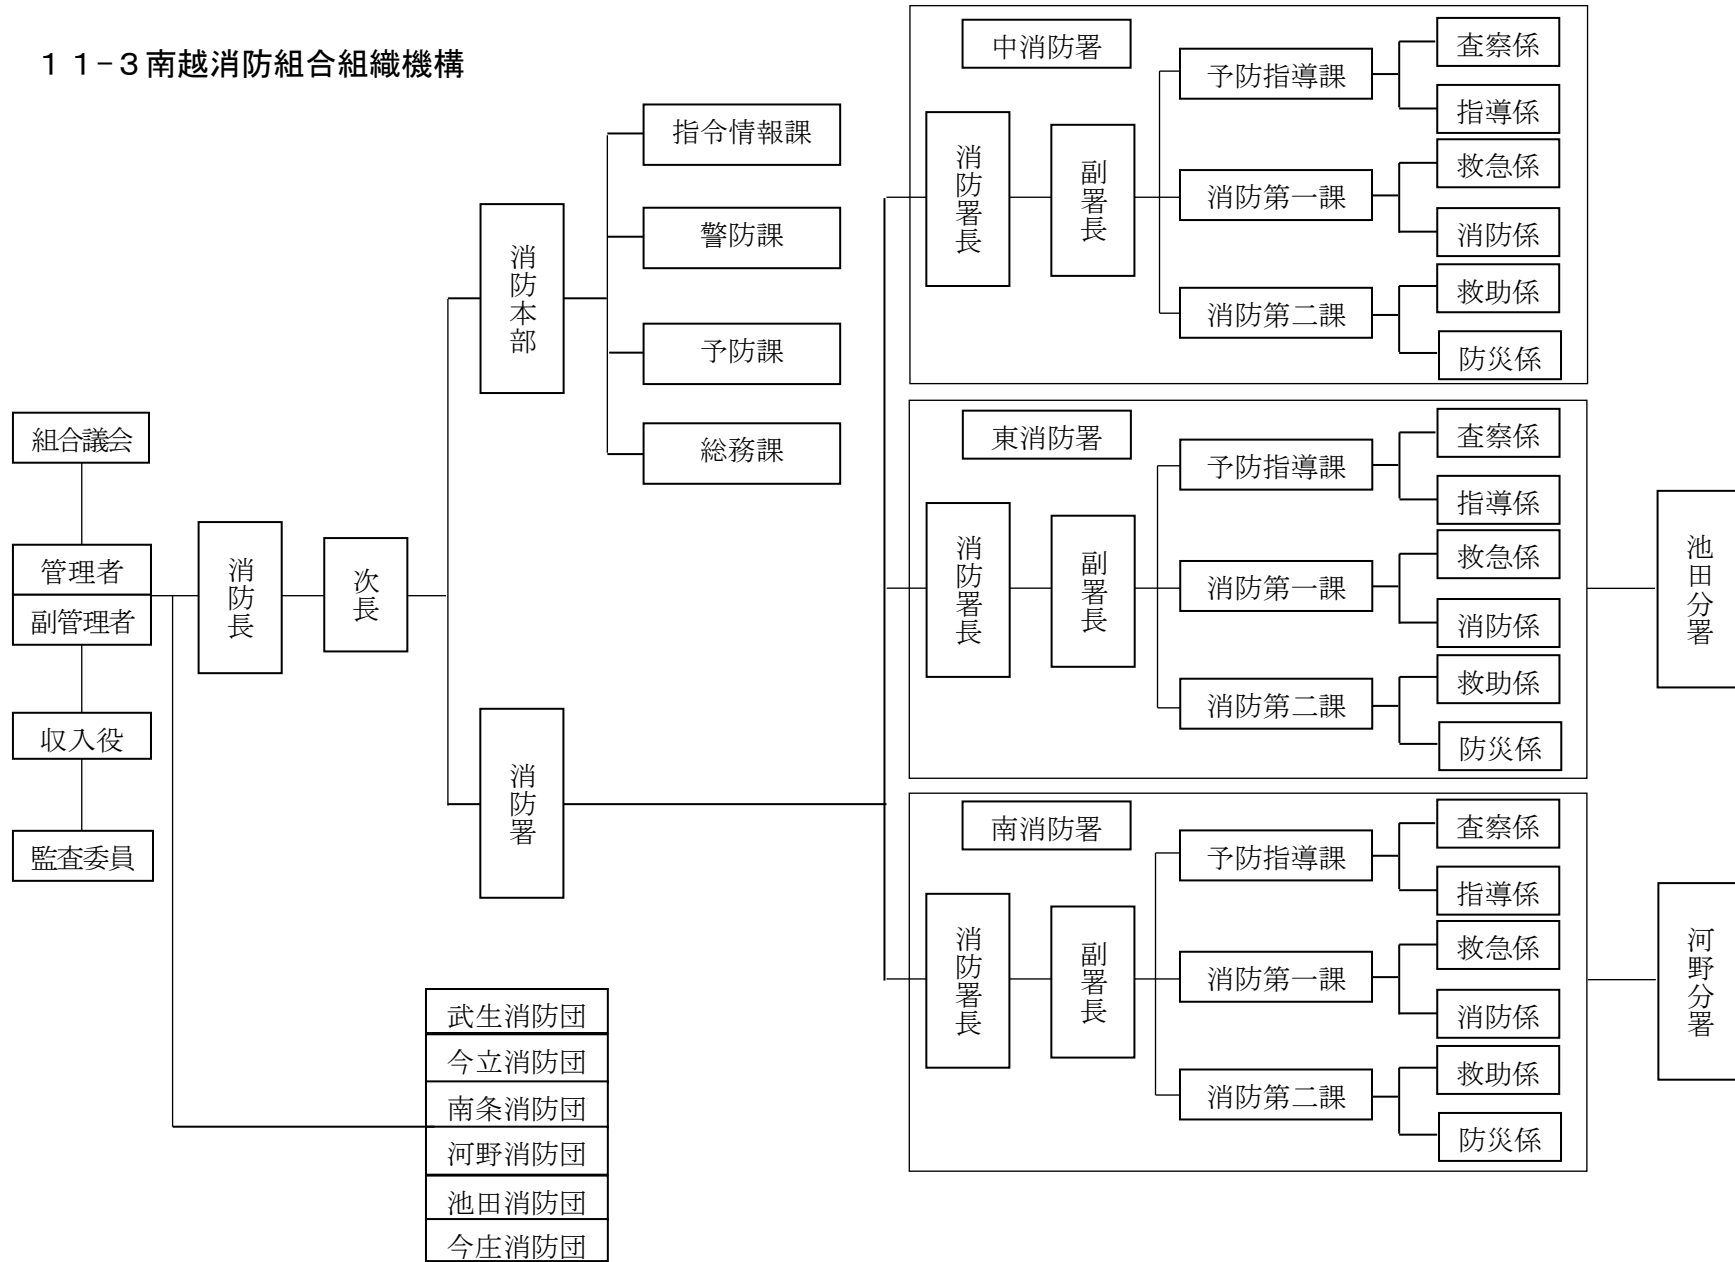 １１−３南越消防組合組織機構
組合議会
管理者
副管理者
収入役
監査委員
消防長
次長
消防本部
指令情報課
警防課
予防課
総務課
消防署
武生消防団
今立消防団
南条消防団
河野消防団
池田消防団
今庄消防団
中消防署
消防署長
副署長
予防指導課
査察係
指導係
消防第一課
救急係
消防係
消防第二課
救助係
防災係
東消防署
消防署長
副署長
予防指導課
査察係
指導係
消防第一課
救急係
消防係
消防第二課
救助係
防災係
池田分署
南消防署
消防署長
副署長
予防指導課
査察係
指導係
消防第一課
救急係
消防係
消防第二課
救助係
防災係
河野分署